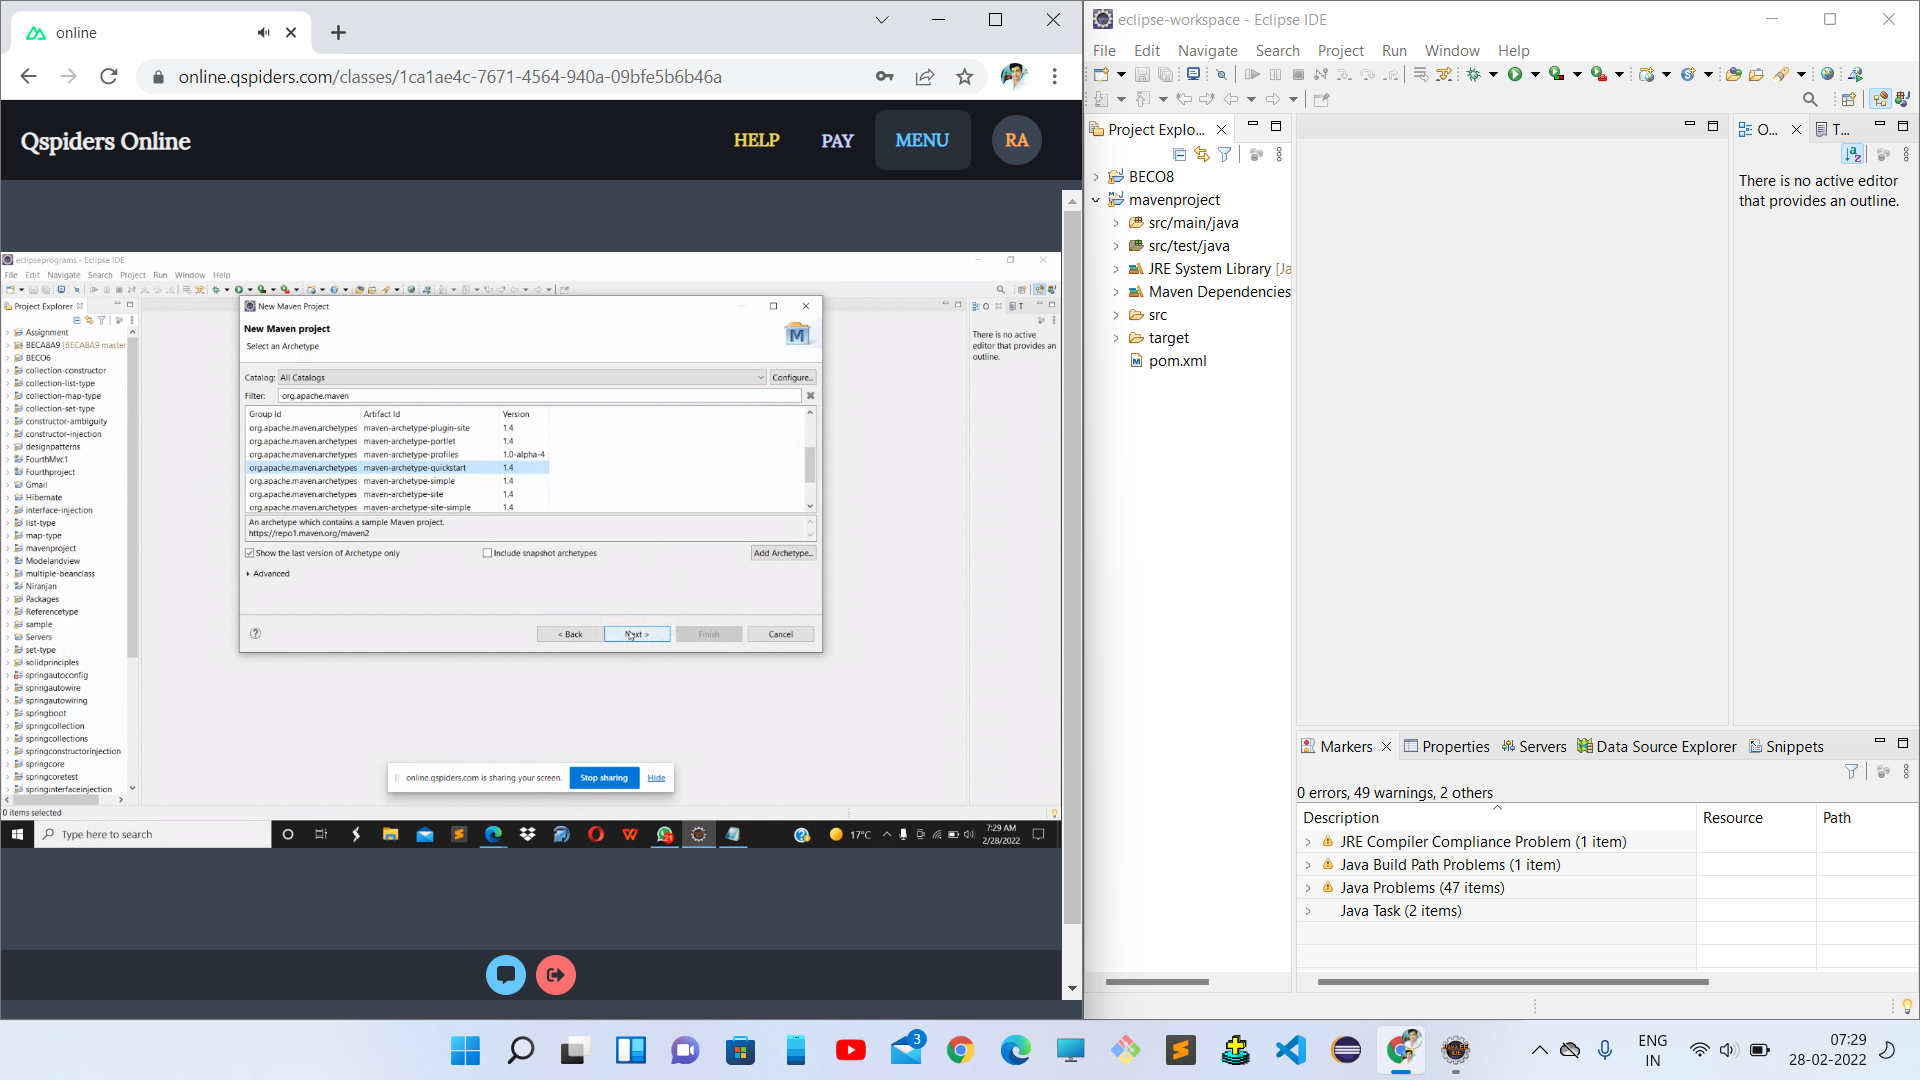 online
online.qspiders.com/classes/1ca1ae4c-7671-4564-940a-09bfe5b6b46a
Qspiders Online
HELP
PAY
MENU
RA
eclipseprograms - Eclipse IDE
File Edit Navigate Search Project Run Window Help
Project Explorer
Assignment
BECA8A9 [BECA8A9 master
BECO6
collection-constructor
collection-list-type
collection-map-type
collection-set-type
constructor-ambiguity
constructor-injection
designpatterns
FourthMvc1
Fourthproject
Gmail
Hibernate
interface-injection
list-type
map-type
mavenproject
Modelandview
multiple-beanclass
Niranjan
Packages
Referencetype
sample
Servers
set-type
solidprinciples
springautoconfig
springautowire
springautowiring
springboot
springcollection
springcollections
springconstructorinjection
springcore
springcoretest
springinterfaceinjection
0 items selected
New Maven Project
New Maven project
Select an Archetype
Catalog: All Catalogs Configure...
Filter: org.apache.maven
Group Id Artifact Id Version
org.apache.maven.archetypes maven-archetype-plugin-site 1.4
org.apache.maven.archetypes maven-archetype-portlet 1.4
org.apache.maven.archetypes maven-archetype-profiles 1.0-alpha-4
org.apache.maven.archetypes maven-archetype-quickstart 1.4
org.apache.maven.archetypes maven-archetype-simple 1.4
org.apache.maven.archetypes maven-archetype-site 1.4
org.apache.maven.archetypes maven-archetype-site-simple 1.4
An archetype which contains a sample Maven project.
https://repo1.maven.org/maven2
Show the last version of Archetype only Include snapshot archetypes Add Archetype...
Advanced
< Back Next > Finish Cancel
O T
There is no active
editor that provides an
outline.
online.qspiders.com is sharing your screen. Stop sharing Hide
Type here to search
17°C
7:29 AM
2/28/2022
eclipse-workspace - Eclipse IDE
File Edit Navigate Search Project Run Window Help
Project Explo...
BECO8
mavenproject
src/main/java
src/test/java
JRE System Library [Ja
Maven Dependencies
src
target
pom.xml
O... T...
There is no active editor
that provides an outline.
Markers Properties Servers Data Source Explorer Snippets
0 errors, 49 warnings, 2 others
Description Resource Path
JRE Compiler Compliance Problem (1 item)
Java Build Path Problems (1 item)
Java Problems (47 items)
Java Task (2 items)
3
ENG
IN
07:29
28-02-2022